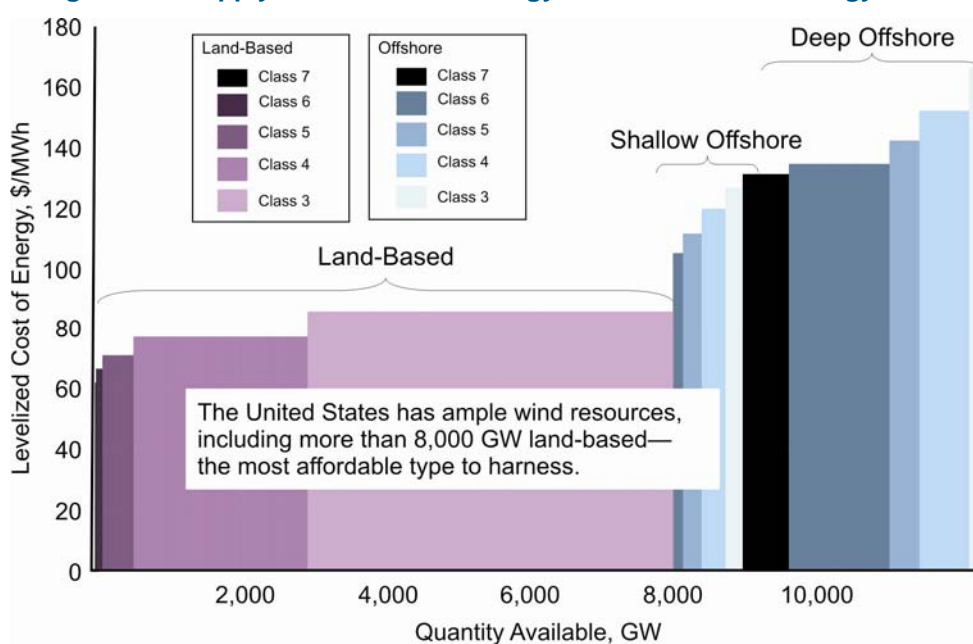 180
160
140
120
100
80
60
40
20
0
Levelized Cost of Energy, $/MWh
Land-Based
Class 7
Class 6
Class 5
Class 4
Class 3
Offshore
Class 7
Class 6
Class 5
Class 4
Class 3
Deep Offshore
Shallow Offshore
Land-Based
The United States has ample wind resources,
including more than 8,000 GW land-based—
the most affordable type to harness.
2,000
4,000
6,000
8,000
10,000
Quantity Available, GW